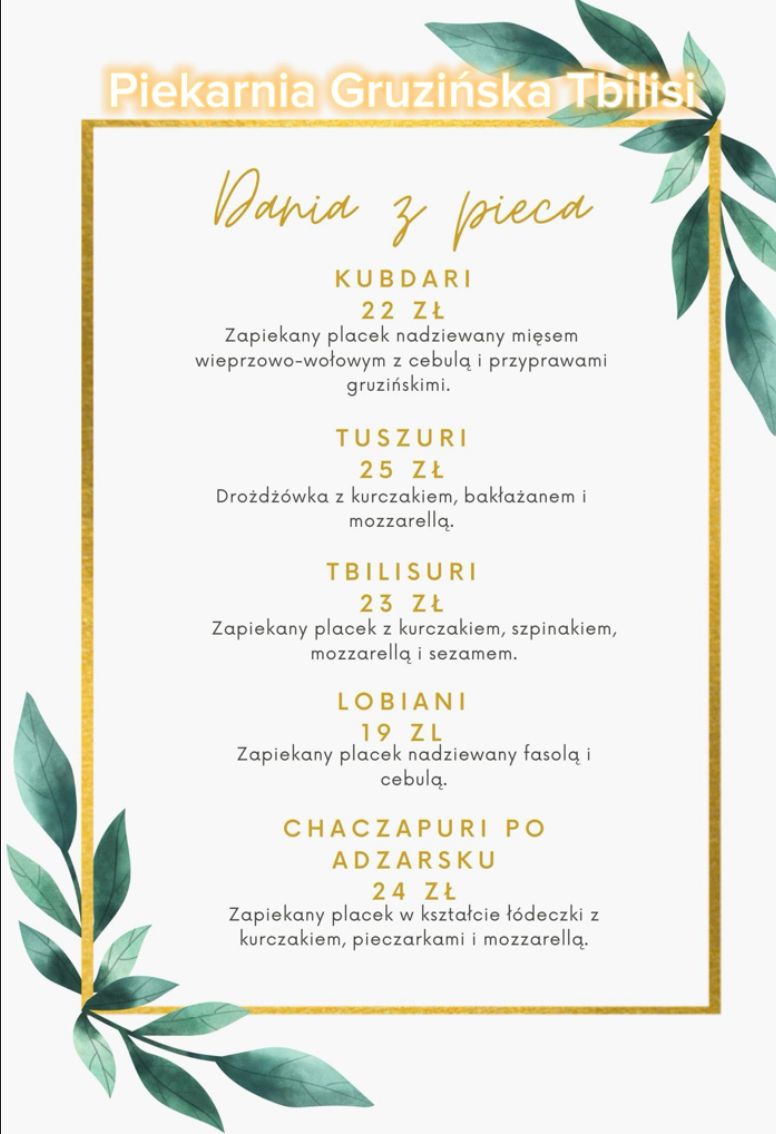 Piekarnia Gruzińska Tbilisi
Dania z pieca
KUBDARI
22 ZŁ
Zapiekany placek nadziewany mięsem
wieprzowo-wołowym z cebulą i przyprawami
gruzińskimi.
TUSZURI
25 ZŁ
Drożdżówka z kurczakiem, bakłażanem i
mozzarellą.
TBILISURI
23 ZŁ
Zapiekany placek z kurczakiem, szpinakiem,
mozzarellą i sezamem.
LOBIANI
19 ZL
Zapiekany placek nadziewany fasolą i
cebulą.
CHACZAPURI PO
ADZARSKU
24 ZŁ
Zapiekany placek w kształcie łódeczki z
kurczakiem, pieczarkami i mozzarellą.